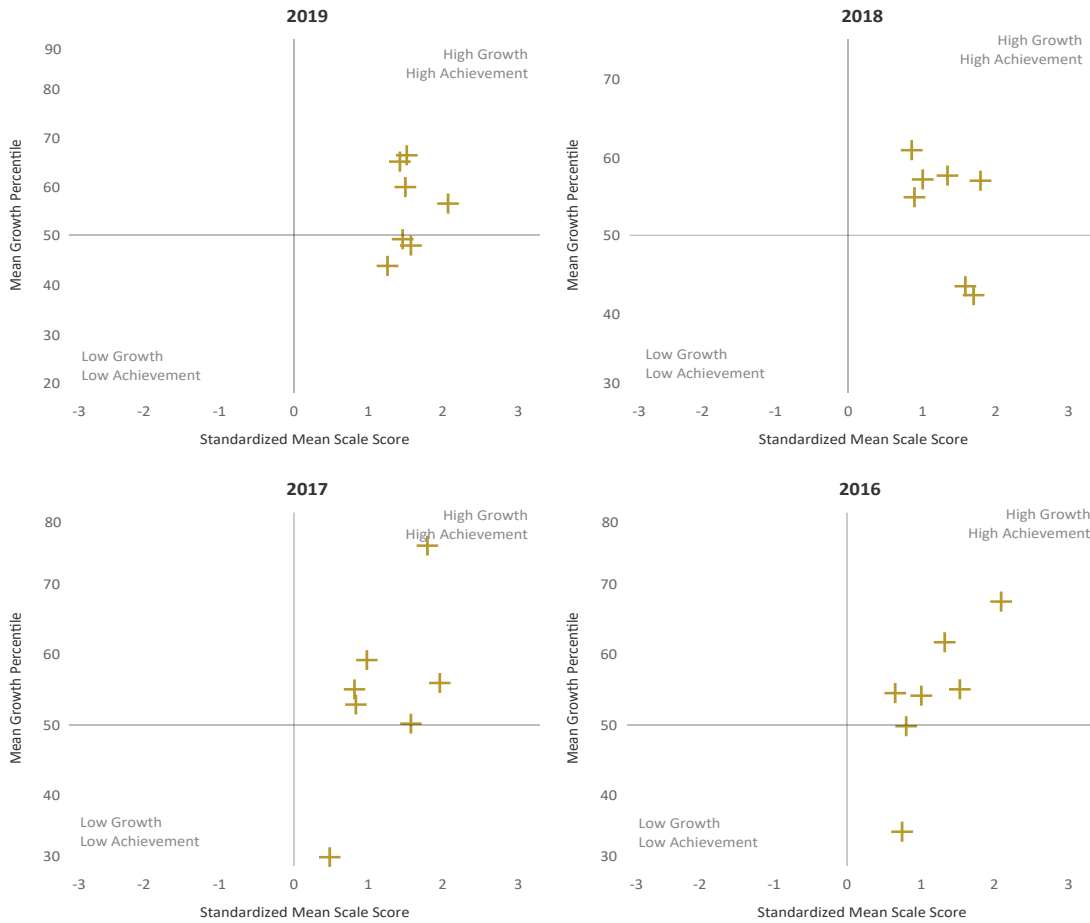 2019
High Growth
High Achievement
90
80
70
60
50
40
30
20
Mean Growth Percentile
Low Growth
Low Achievement
-3 -2 -1 0 1 2 3
Standardized Mean Scale Score
2018
High Growth
High Achievement
70
60
50
40
30
Mean Growth Percentile
Low Growth
Low Achievement
-3 -2 -1 0 1 2 3
Standardized Mean Scale Score
2017
High Growth
High Achievement
80
70
60
50
40
30
Mean Growth Percentile
Low Growth
Low Achievement
-3 -2 -1 0 1 2 3
Standardized Mean Scale Score
2016
High Growth
High Achievement
80
70
60
50
40
30
Mean Growth Percentile
Low Growth
Low Achievement
-3 -2 -1 0 1 2 3
Standardized Mean Scale Score